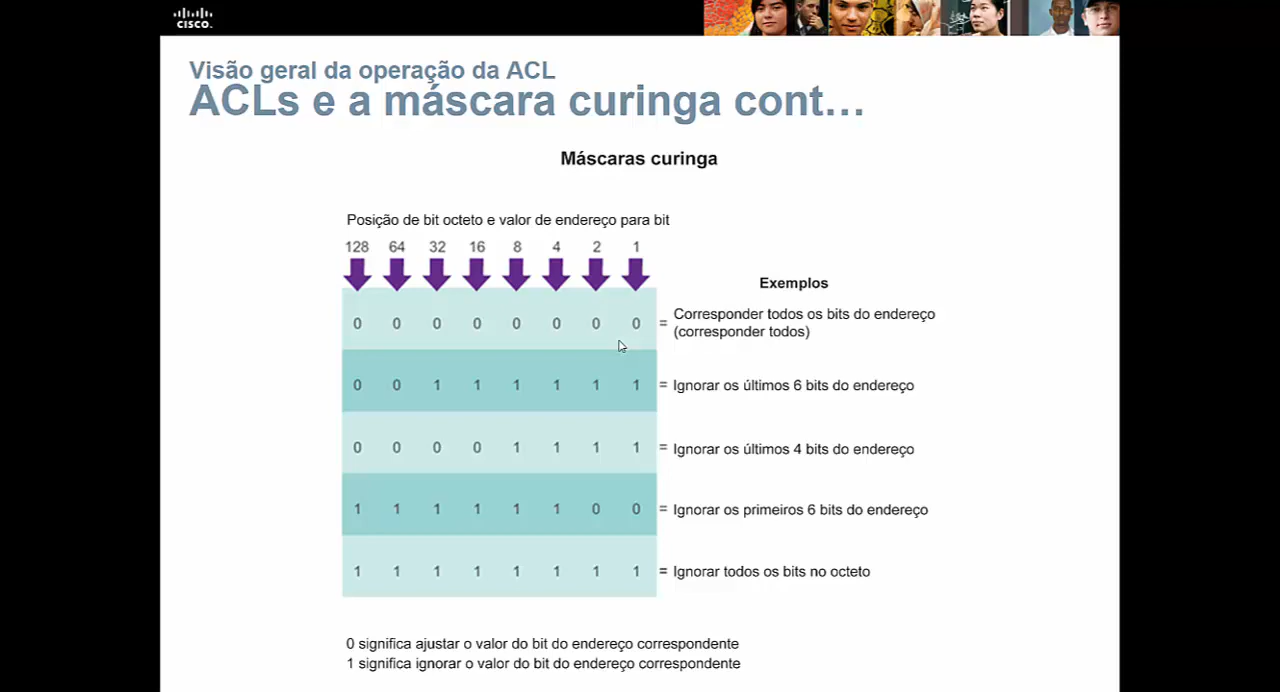 CISCO.
Visão geral da operação da ACL
ACLs e a máscara curinga cont…
Máscaras curinga
Posição de bit octeto e valor de endereço para bit
128 64 32 16 8 4 2 1
Exemplos
0 0 0 0 0 0 0 0 = Corresponder todos os bits do endereço
(corresponder todos)
0 0 1 1 1 1 1 1 = Ignorar os últimos 6 bits do endereço
0 0 0 0 1 1 1 1 = Ignorar os últimos 4 bits do endereço
1 1 1 1 1 1 0 0 = Ignorar os primeiros 6 bits do endereço
1 1 1 1 1 1 1 1 = Ignorar todos os bits no octeto
0 significa ajustar o valor do bit do endereço correspondente
1 significa ignorar o valor do bit do endereço correspondente